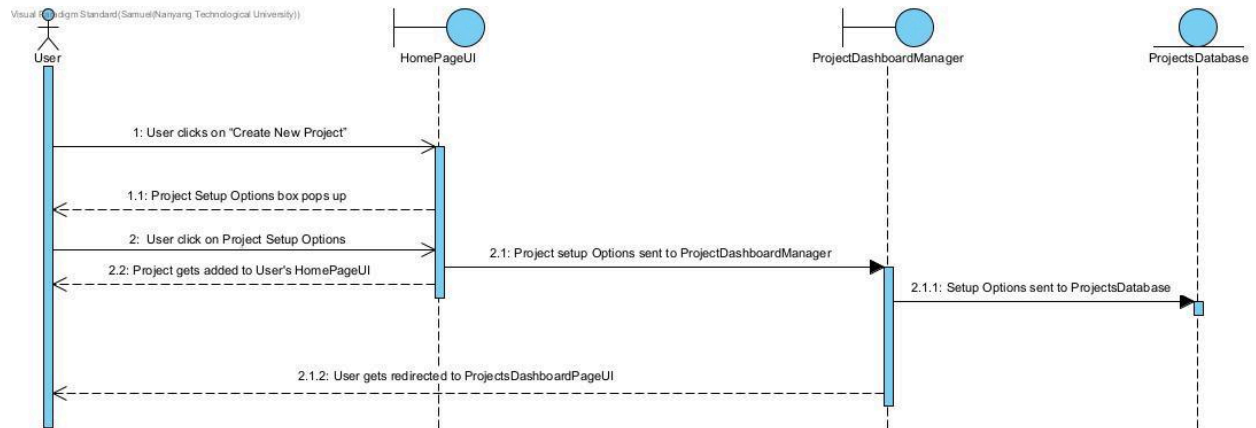 Visual Paradigm Standard(Samuel(Nanyang Technological University))
User
HomePageUI
ProjectDashboardManager
ProjectsDatabase
1: User clicks on “Create New Project”
1.1: Project Setup Options box pops up
2: User click on Project Setup Options
2.1: Project setup Options sent to ProjectDashboardManager
2.2: Project gets added to User's HomePageUI
2.1.1: Setup Options sent to ProjectsDatabase
2.1.2: User gets redirected to ProjectsDashboardPageUI